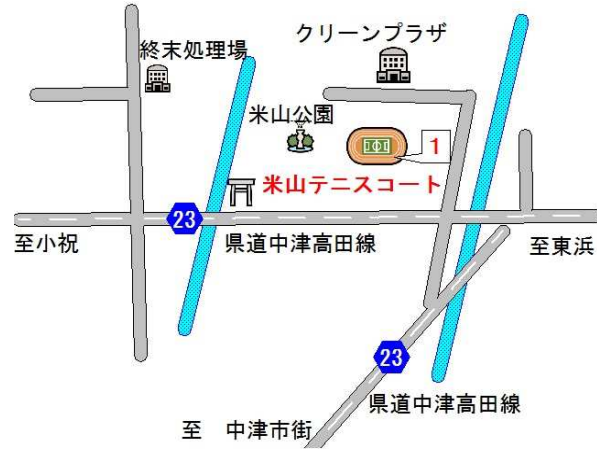 クリーンプラザ
終末処理場
米山公園
1
米山テニスコート
23
至小祝
県道中津高田線
至東浜
23
県道中津高田線
至 中津市街